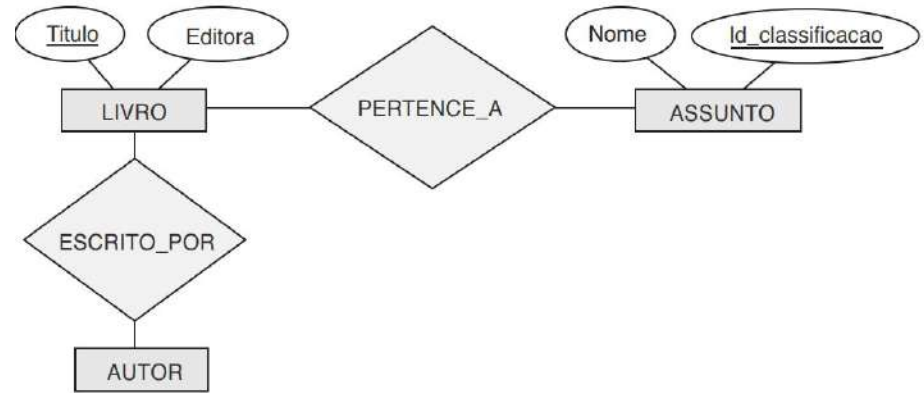 Titulo
Editora
Nome
Id_classificacao
LIVRO
PERTENCE_A
ASSUNTO
ESCRITO_POR
AUTOR